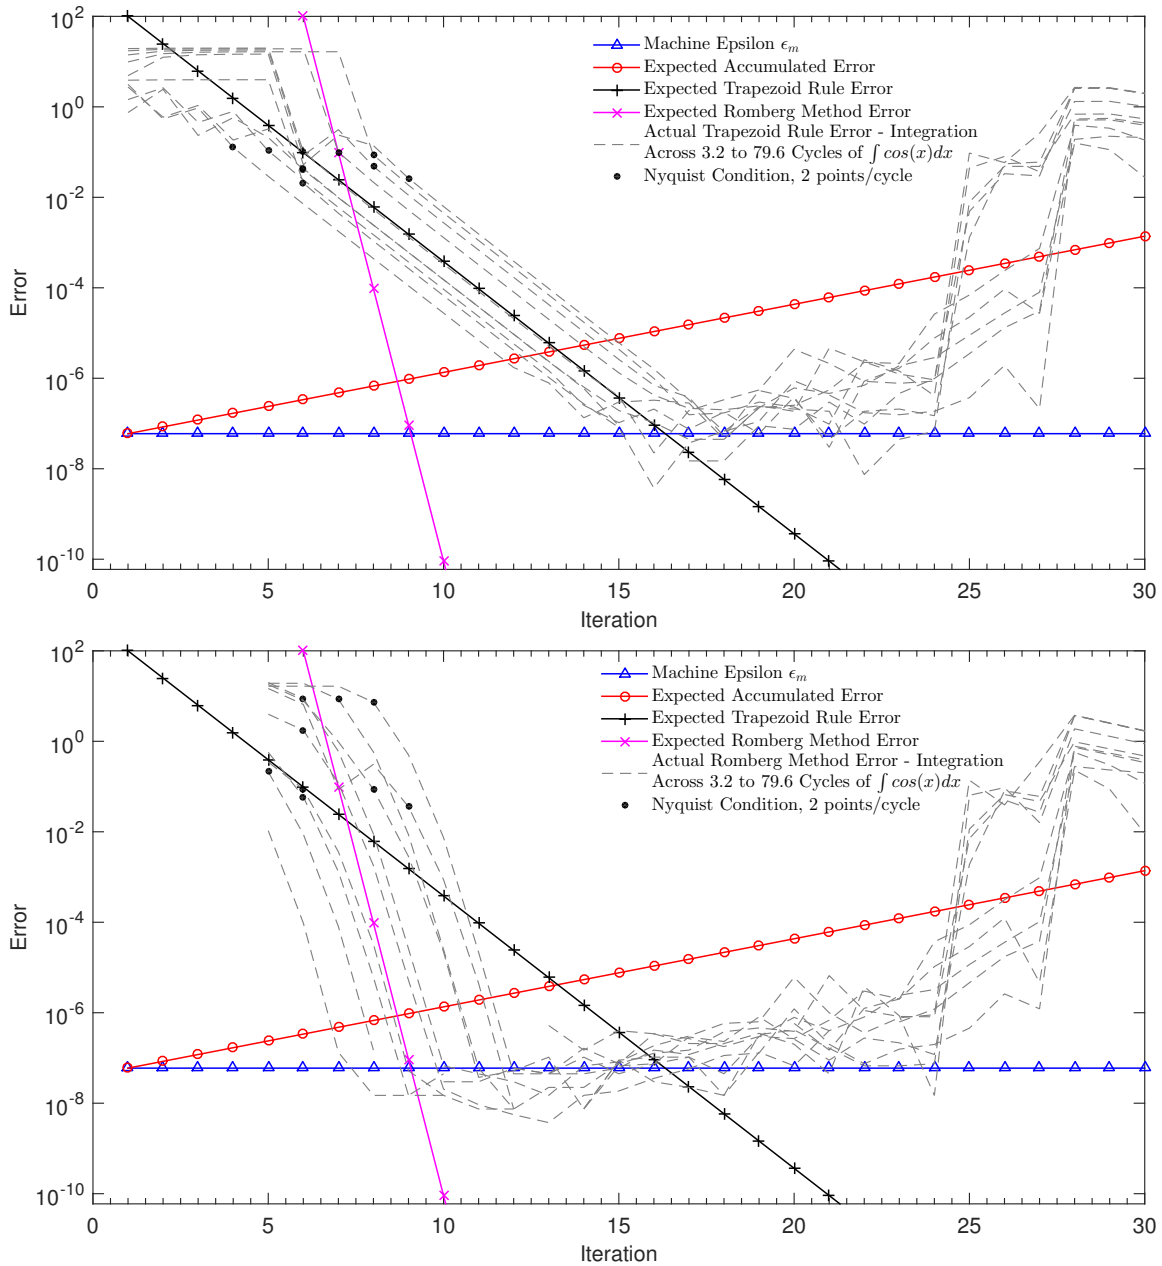 10^2
10^0
10^-2
10^-4
10^-6
10^-8
10^-10
Error
Machine Epsilon ϵ_m
Expected Accumulated Error
Expected Trapezoid Rule Error
Expected Romberg Method Error
Actual Trapezoid Rule Error - Integration
Across 3.2 to 79.6 Cycles of ∫ cos(x)dx
Nyquist Condition, 2 points/cycle
0 5 10 15 20 25 30
Iteration
10^2
10^0
10^-2
10^-4
10^-6
10^-8
10^-10
Error
Machine Epsilon ϵ_m
Expected Accumulated Error
Expected Trapezoid Rule Error
Expected Romberg Method Error
Actual Romberg Method Error - Integration
Across 3.2 to 79.6 Cycles of ∫ cos(x)dx
Nyquist Condition, 2 points/cycle
0 5 10 15 20 25 30
Iteration